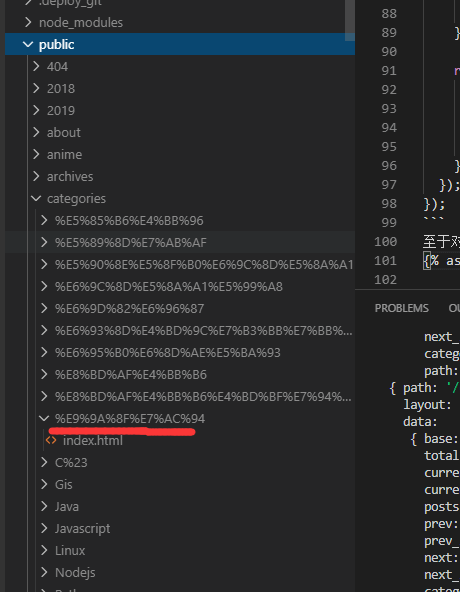 .deploy_git
node_modules
public
404
2018
2019
about
anime
archives
categories
%E5%85%B6%E4%BB%96
%E5%89%8D%E7%AB%AF
%E5%90%8E%E5%8F%B0%E6%9C%8D%E5%8A%A1
%E6%9C%8D%E5%8A%A1%E5%99%A8
%E6%9D%82%E6%96%87
%E6%93%8D%E4%BD%9C%E7%B3%BB%E7%BB%...
%E6%95%B0%E6%8D%AE%E5%BA%93
%E8%BD%AF%E4%BB%B6
%E8%BD%AF%E4%BB%B6%E4%BD%BF%E7%94%...
%E9%9A%8F%E7%AC%94
<> index.html
C%23
Gis
Java
Javascript
Linux
Nodejs
88
89 }
90
91
92
93
94
95
96 }
97 });
98 });
99 ```
100 至于对
101 {% as
102
PROBLEMS OU
next_
categ
path:
{ path: '/
layout:
data:
{ base:
total
curre
curre
posts
prev:
prev_
next:
next_